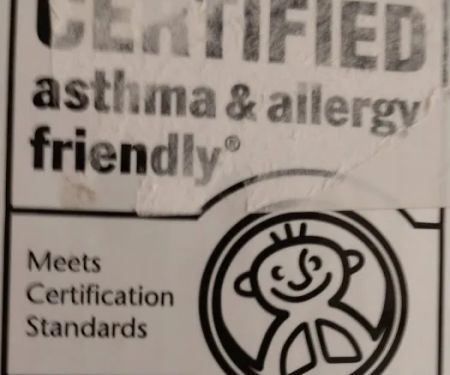 CERTIFIED
asthma & allergy
friendly®
Meets
Certification
Standards